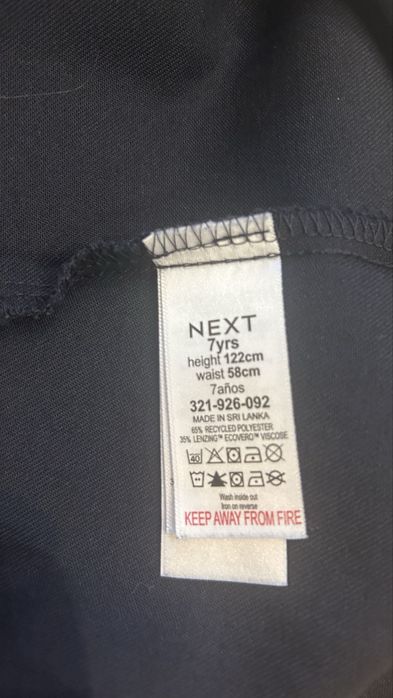 NEXT
7yrs
height 122cm
waist 58cm
7años
321-926-092
MADE IN SRI LANKA
65% RECYCLED POLYESTER
35% LENZING™ ECOVERO™ VISCOSE
40
Wash inside out
Iron on reverse
KEEP AWAY FROM FIRE